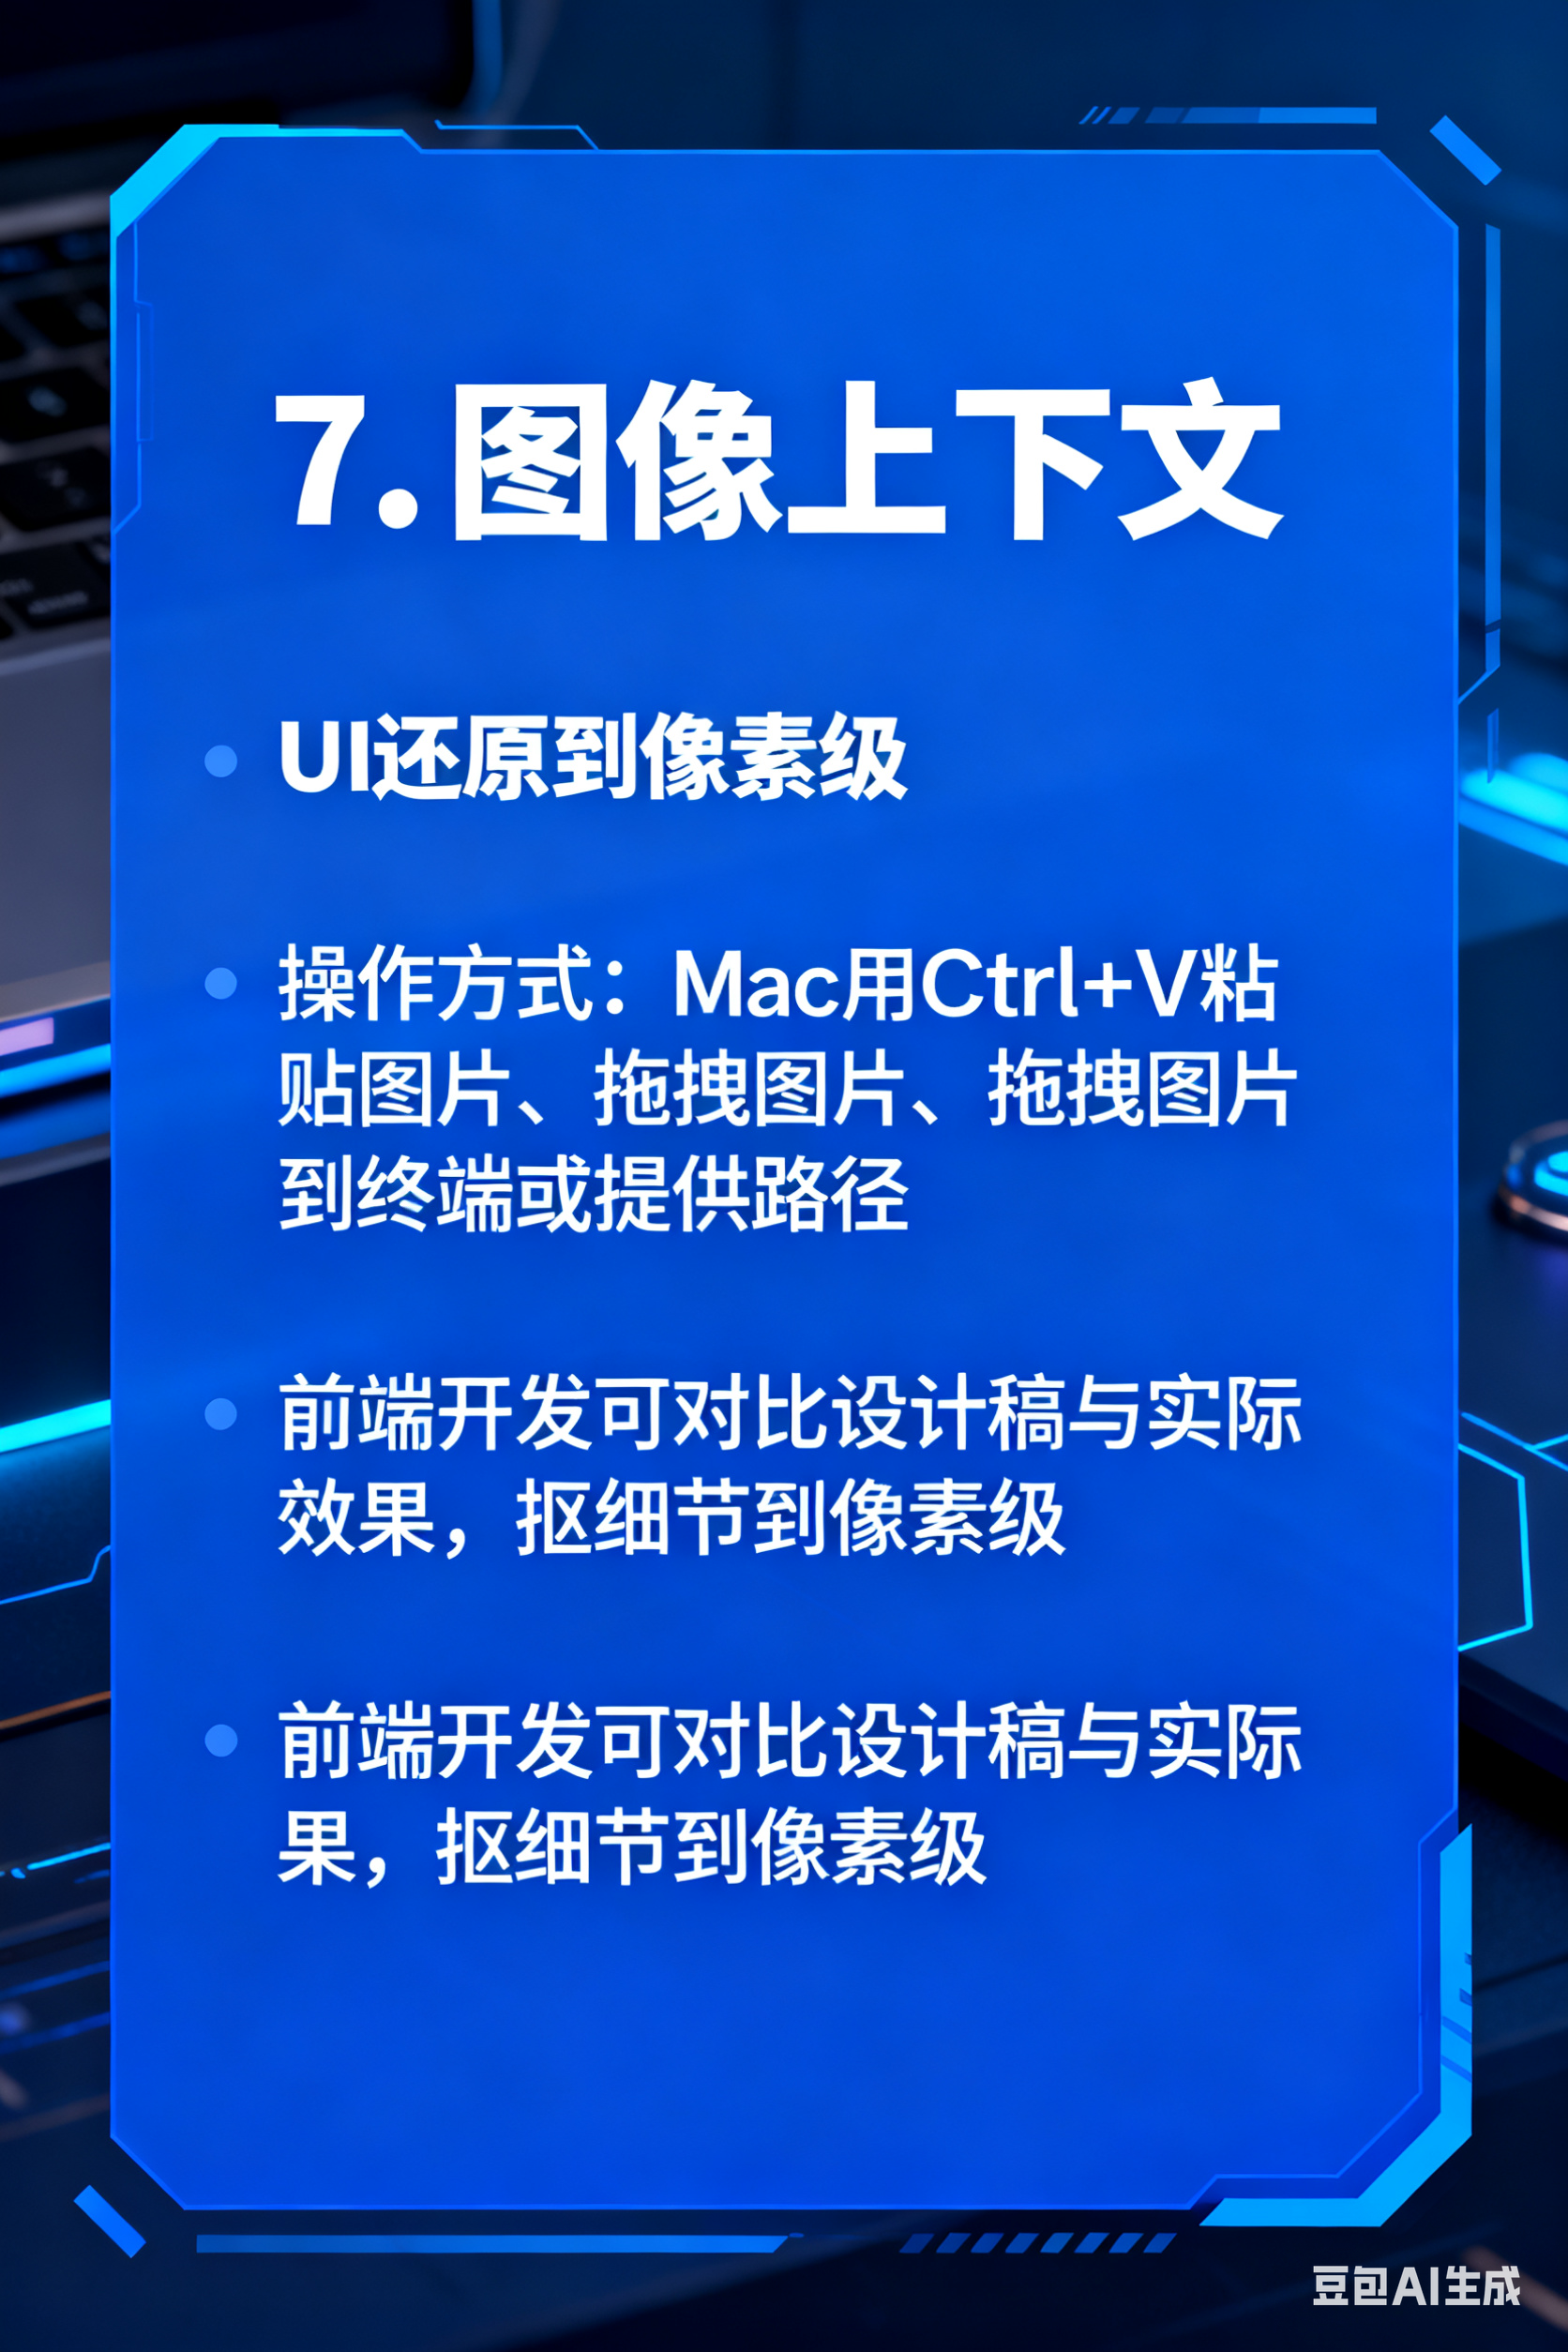 7.图像上下文
UI还原到像素级
操作方式：Mac用Ctrl+V粘
贴图片、拖拽图片、拖拽图片
到终端或提供路径
前端开发可对比设计稿与实际
效果，抠细节到像素级
前端开发可对比设计稿与实际
果，抠细节到像素级
豆包AI生成